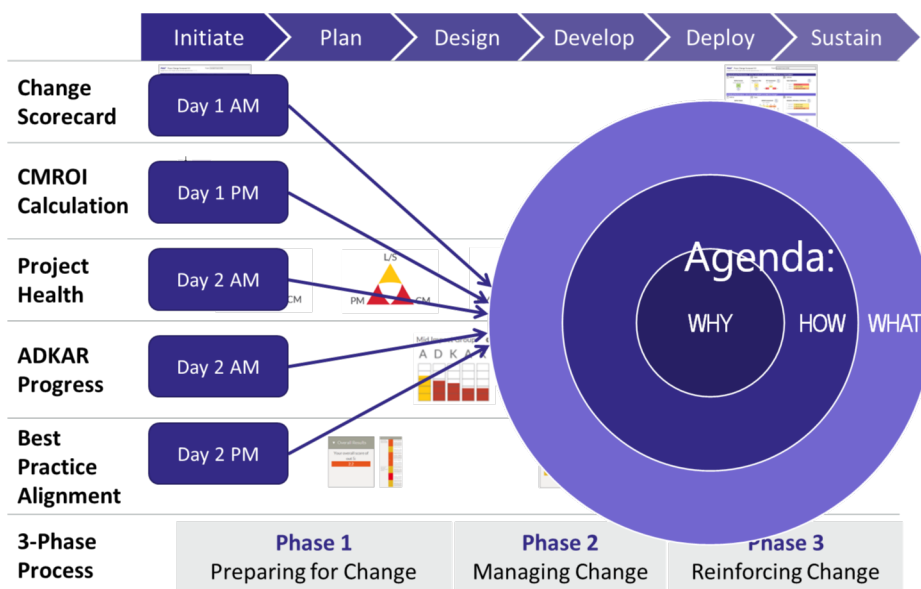 Initiate
Plan
Design
Develop
Deploy
Sustain
Change
Scorecard
Day 1 AM
CMROI
Calculation
Day 1 PM
Project
Health
Day 2 AM
CM
L/S
PM
CM
Agenda:
WHY
HOW
WHAT
ADKAR
Progress
Day 2 AM
A D K A R
Best
Practice
Alignment
Day 2 PM
Overall Results
3-Phase
Process
Phase 1
Preparing for Change
Phase 2
Managing Change
Phase 3
Reinforcing Change